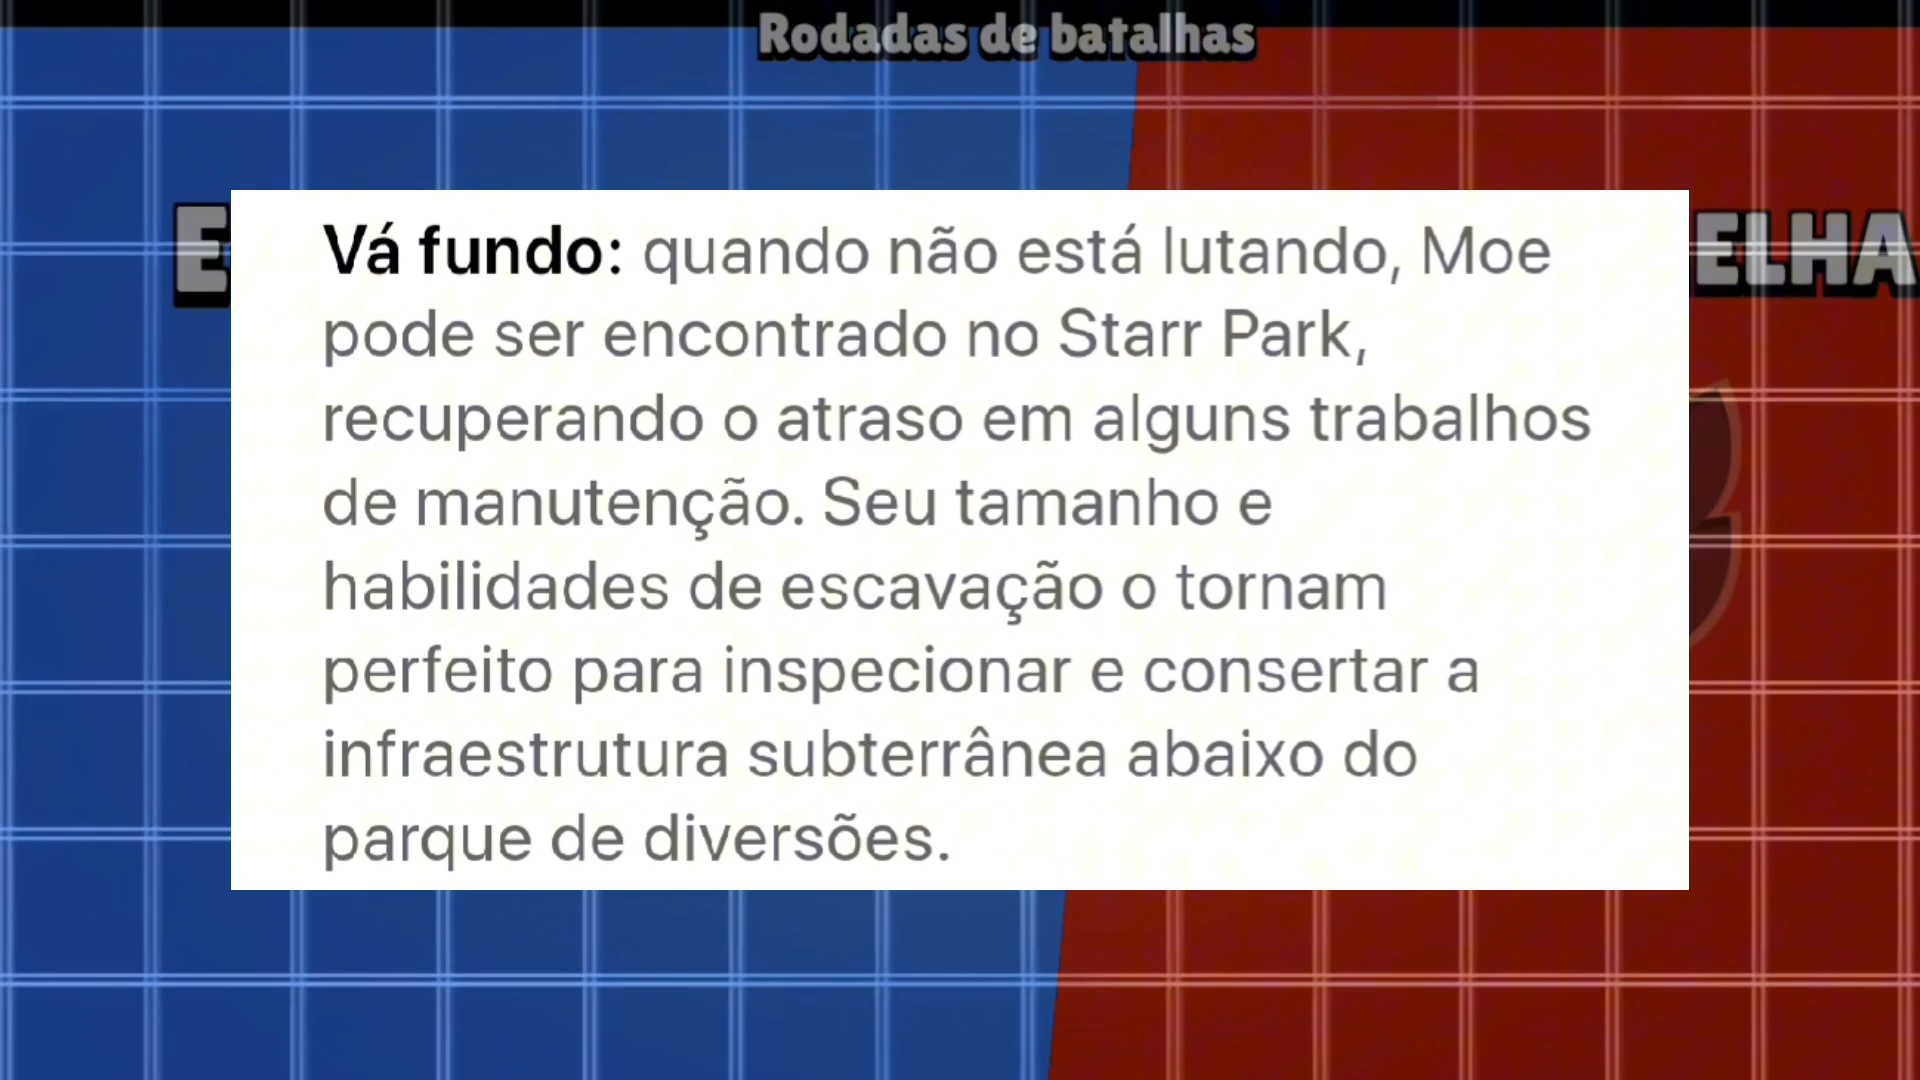 Rodadas de batalhas
Vá fundo: quando não está lutando, Moe
pode ser encontrado no Starr Park,
recuperando o atraso em alguns trabalhos
de manutenção. Seu tamanho e
habilidades de escavação o tornam
perfeito para inspecionar e consertar a
infraestrutura subterrânea abaixo do
parque de diversões.